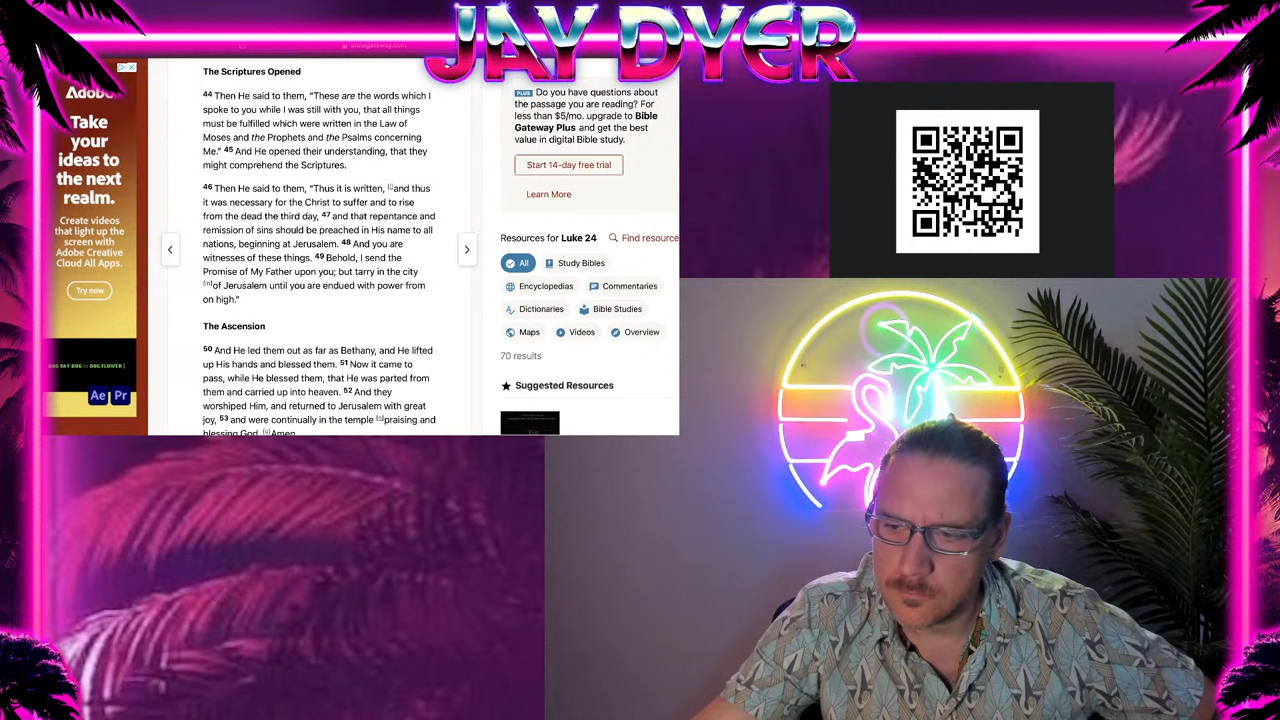 JAY DYER
biblegateway.com
Adobe
Take
your
ideas to
the next
realm.
Create videos
that light up the
screen with
Adobe Creative
Cloud All Apps.
Try now
DOG SKY DOG :: DOG FLOWER |
Ae Pr
The Scriptures Opened
44 Then He said to them, “These are the words which I
spoke to you while I was still with you, that all things
must be fulfilled which were written in the Law of
Moses and the Prophets and the Psalms concerning
Me.” 45 And He opened their understanding, that they
might comprehend the Scriptures.
46 Then He said to them, “Thus it is written, and thus
it was necessary for the Christ to suffer and to rise
from the dead the third day, 47 and that repentance and
remission of sins should be preached in His name to all
nations, beginning at Jerusalem. 48 And you are
witnesses of these things. 49 Behold, I send the
Promise of My Father upon you; but tarry in the city
[m]of Jerusalem until you are endued with power from
on high.”
The Ascension
50 And He led them out as far as Bethany, and He lifted
up His hands and blessed them. 51 Now it came to
pass, while He blessed them, that He was parted from
them and carried up into heaven. 52 And they
worshiped Him, and returned to Jerusalem with great
joy, 53 and were continually in the temple praising and
blessing God. Amen.
PLUS Do you have questions about
the passage you are reading? For
less than $5/mo. upgrade to Bible
Gateway Plus and get the best
value in digital Bible study.
Start 14-day free trial
Learn More
Resources for Luke 24 Find resource
All Study Bibles
Encyclopedias Commentaries
Dictionaries Bible Studies
Maps Videos Overview
70 results
Suggested Resources